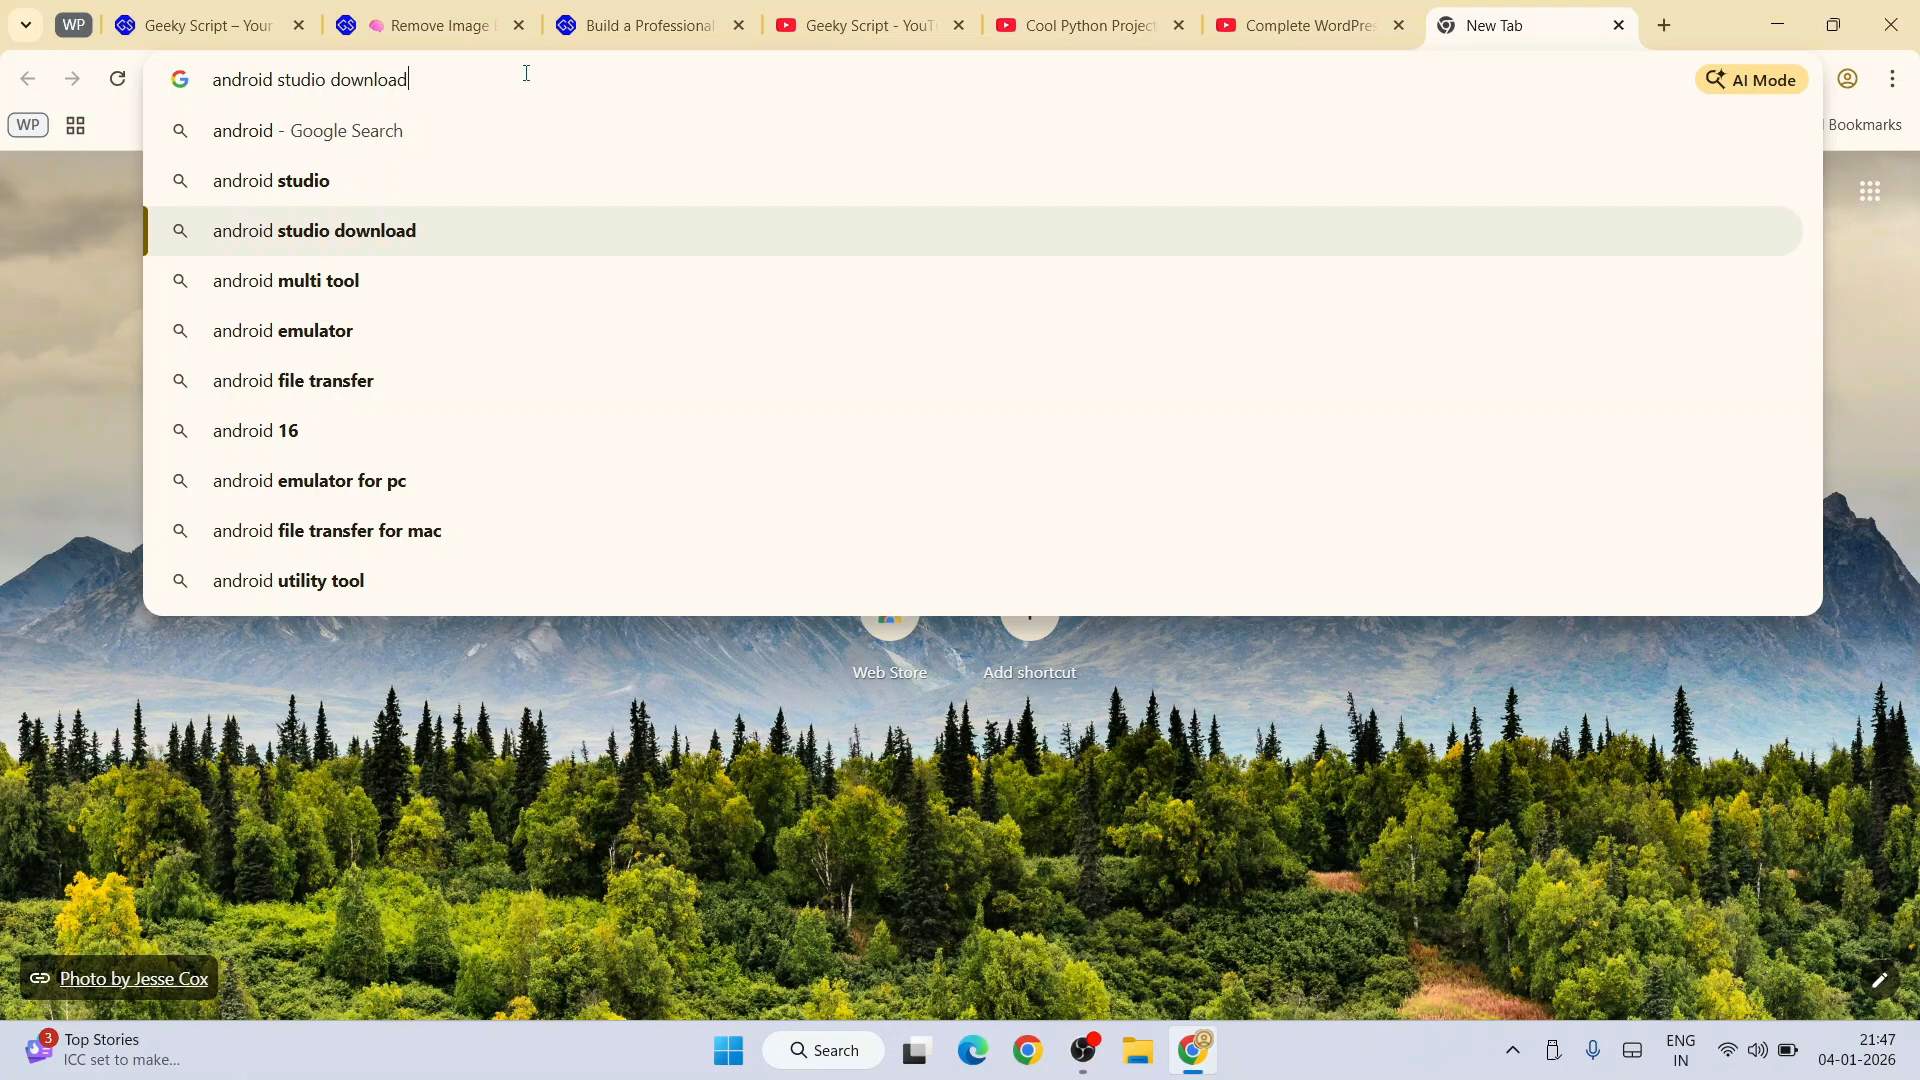 WP
Geeky Script – Your
Remove Image
Build a Professional
Geeky Script - YouT
Cool Python Projec
Complete WordPres
New Tab
android studio download
AI Mode
WP
Bookmarks
android - Google Search
android studio
android studio download
android multi tool
android emulator
android file transfer
android 16
android emulator for pc
android file transfer for mac
android utility tool
Web Store
Add shortcut
Photo by Jesse Cox
3
Top Stories
ICC set to make...
Search
ENG
IN
21:47
04-01-2026